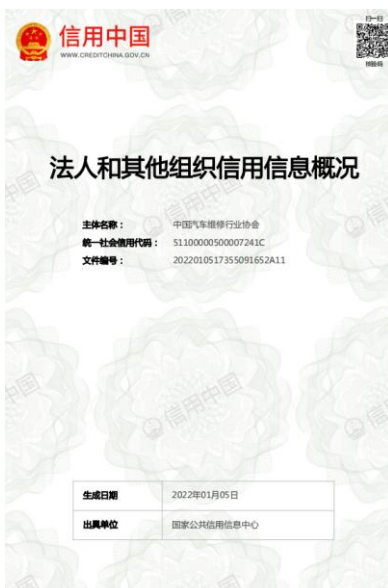 信用中国
WWW.CREDITCHINA.GOV.CN
扫一扫
核验码
法人和其他组织信用信息概况
主体名称： 中国汽车维修行业协会
统一社会信用代码： 51100000500007241C
文件编号： 2022010517355091652A11
生成日期 2022年01月05日
出具单位 国家公共信用信息中心